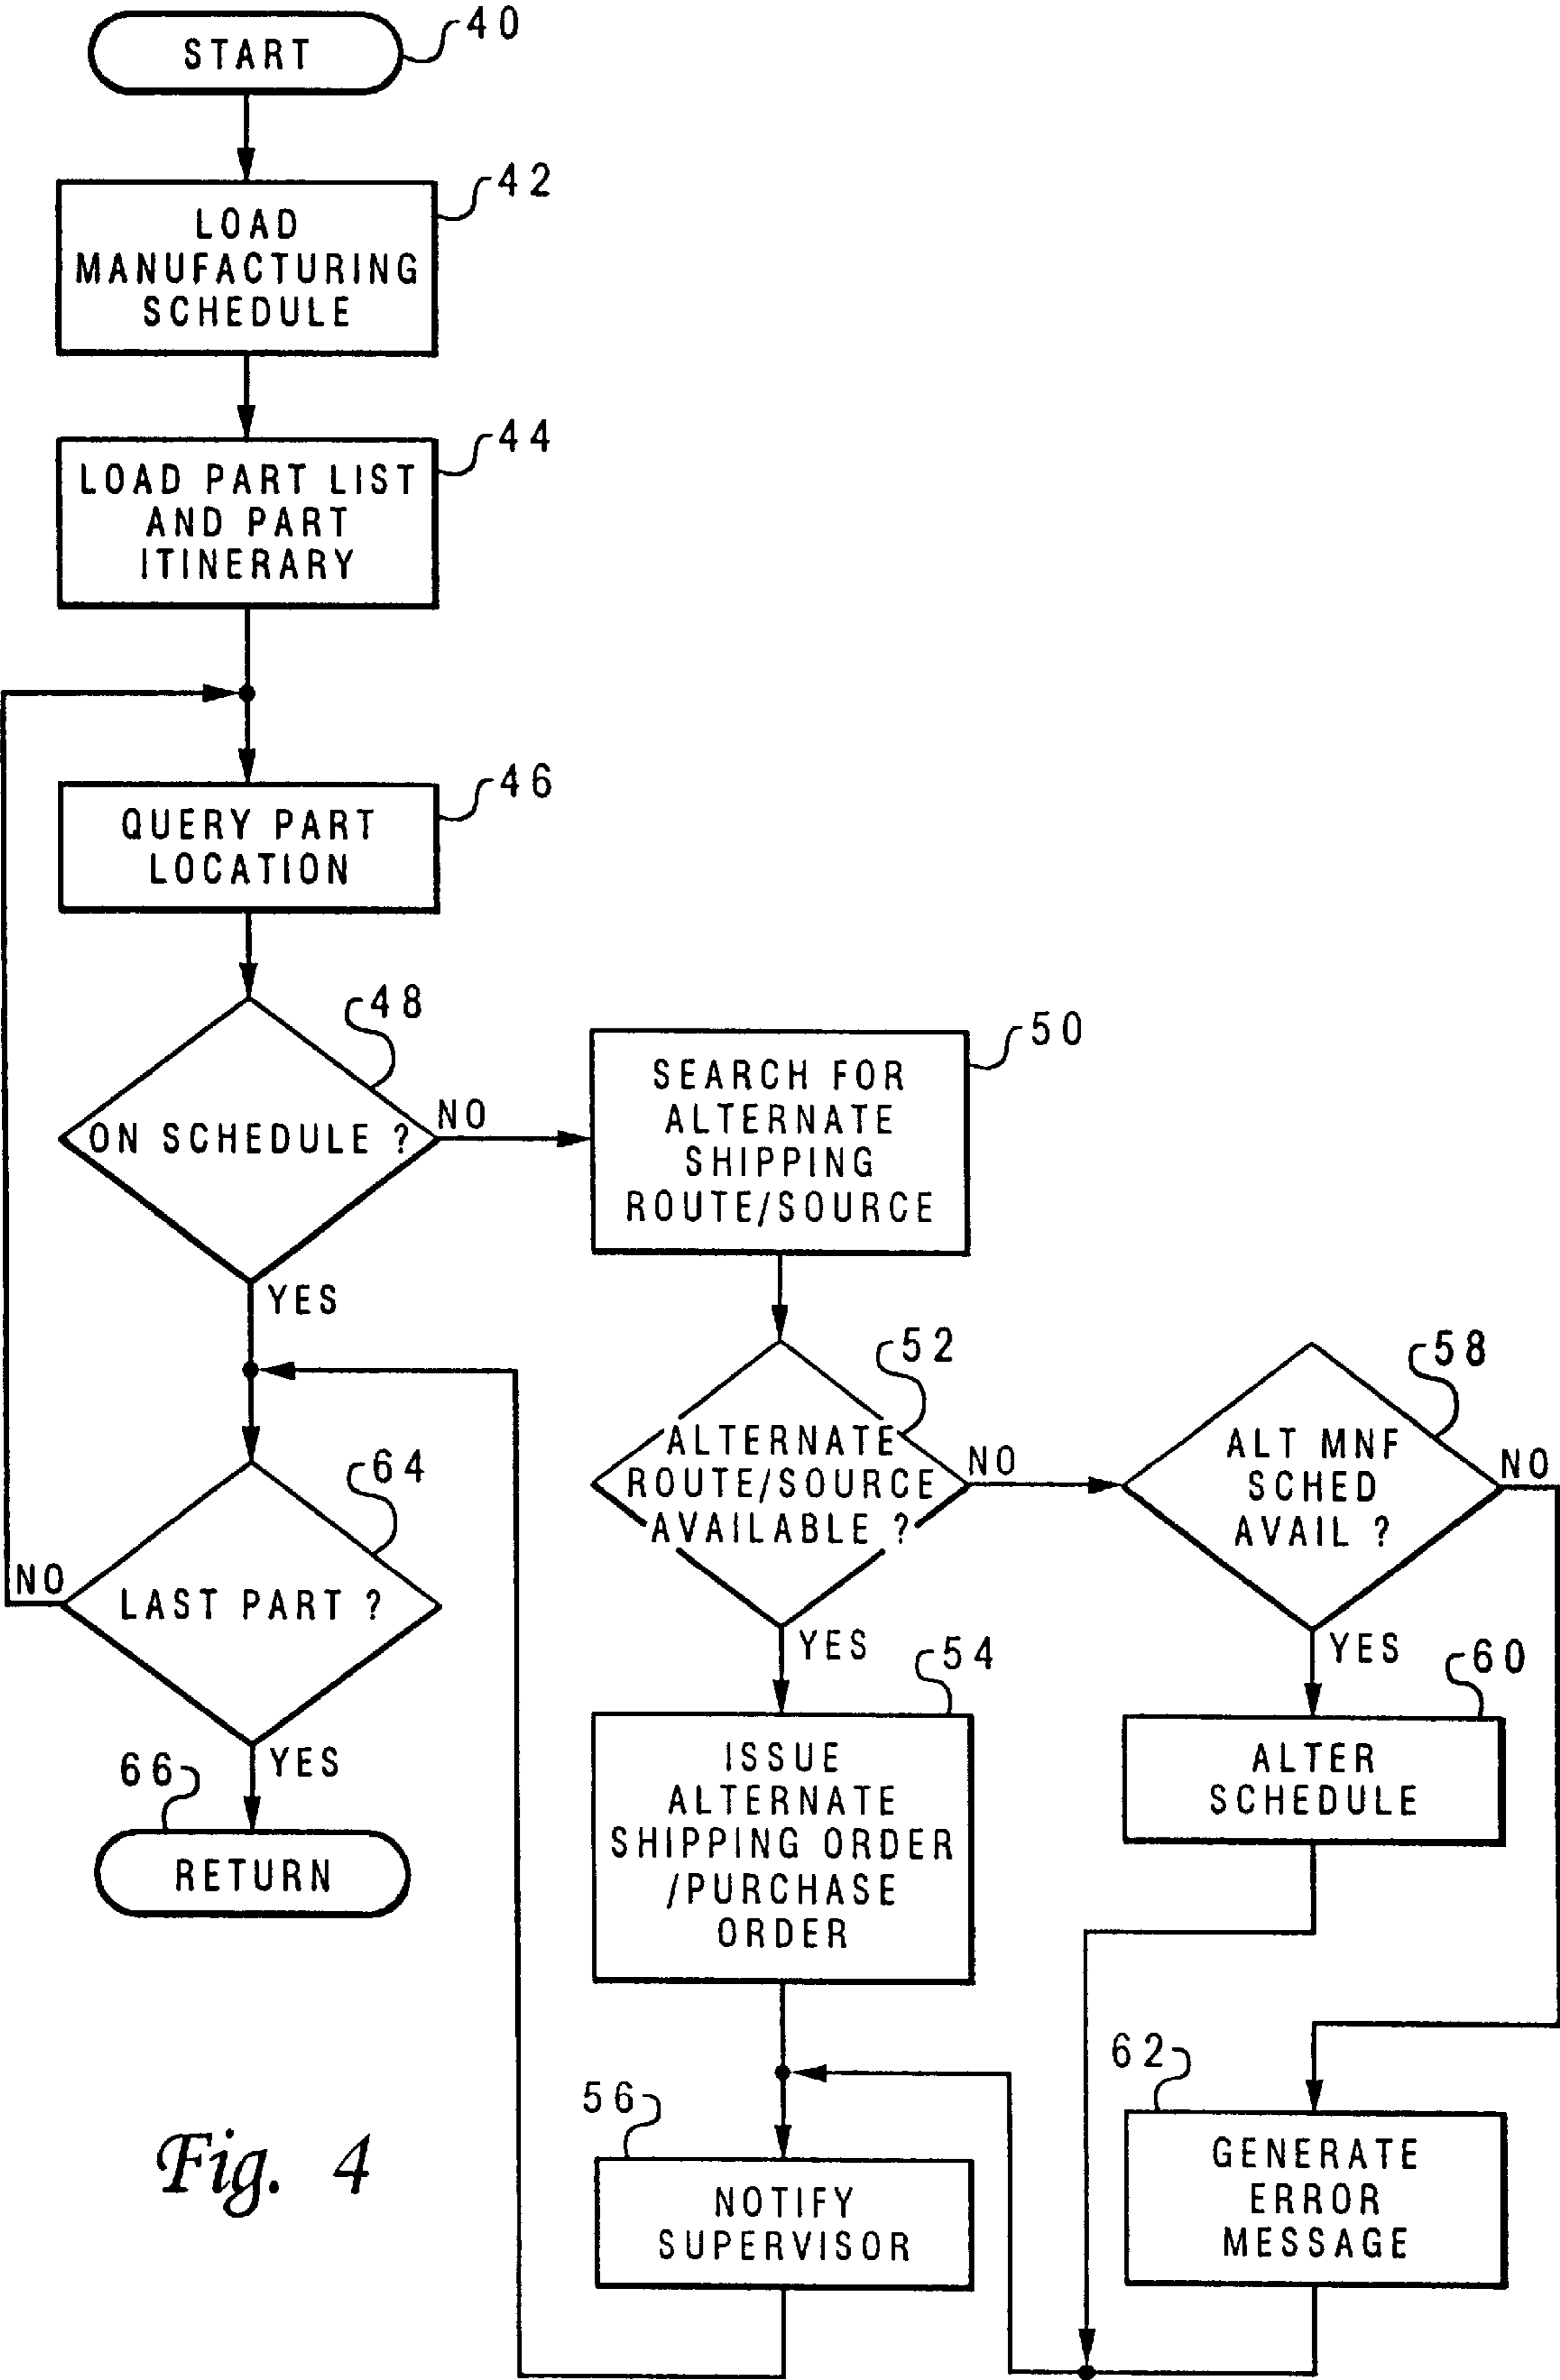 START
40
LOAD
MANUFACTURING
SCHEDULE
42
LOAD PART LIST
AND PART
ITINERARY
44
QUERY PART
LOCATION
46
ON SCHEDULE ?
48
NO
YES
SEARCH FOR
ALTERNATE
SHIPPING
ROUTE/SOURCE
50
ALTERNATE
ROUTE/SOURCE
AVAILABLE ?
52
NO
YES
ALT MNF
SCHED
AVAIL ?
58
NO
YES
LAST PART ?
64
NO
YES
66
RETURN
ISSUE
ALTERNATE
SHIPPING ORDER
/PURCHASE
ORDER
54
ALTER
SCHEDULE
60
56
NOTIFY
SUPERVISOR
62
GENERATE
ERROR
MESSAGE
Fig. 4